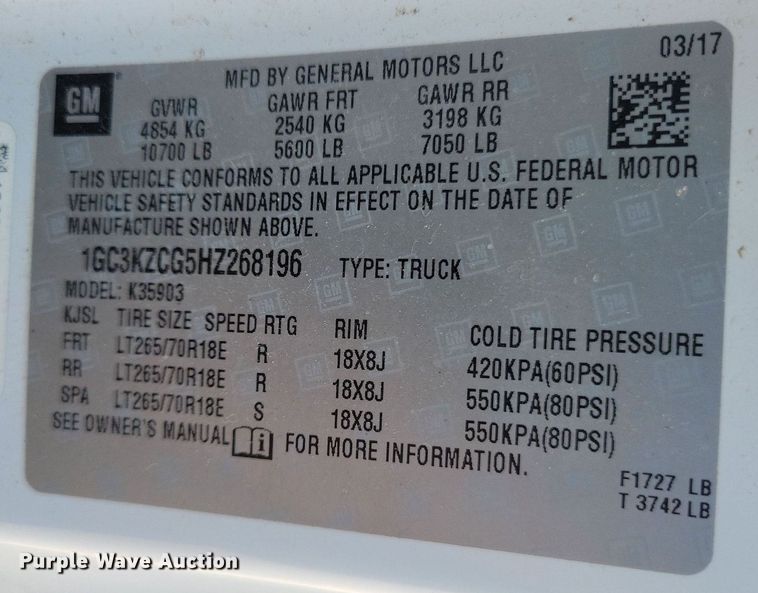 03/17
GM
MFD BY GENERAL MOTORS LLC
GVWR GAWR FRT GAWR RR
4854 KG 2540 KG 3198 KG
10700 LB 5600 LB 7050 LB
THIS VEHICLE CONFORMS TO ALL APPLICABLE U.S. FEDERAL MOTOR
VEHICLE SAFETY STANDARDS IN EFFECT ON THE DATE OF
MANUFACTURE SHOWN ABOVE.
1GC3KZCG5HZ268196 TYPE: TRUCK
MODEL: K35903
KJSL TIRE SIZE SPEED RTG RIM COLD TIRE PRESSURE
FRT LT265/70R18E R 18X8J 420KPA(60PSI)
RR LT265/70R18E R 18X8J 550KPA(80PSI)
SPA LT265/70R18E S 18X8J 550KPA(80PSI)
SEE OWNER'S MANUAL FOR MORE INFORMATION.
F1727 LB
T 3742 LB
Purple Wave Auction